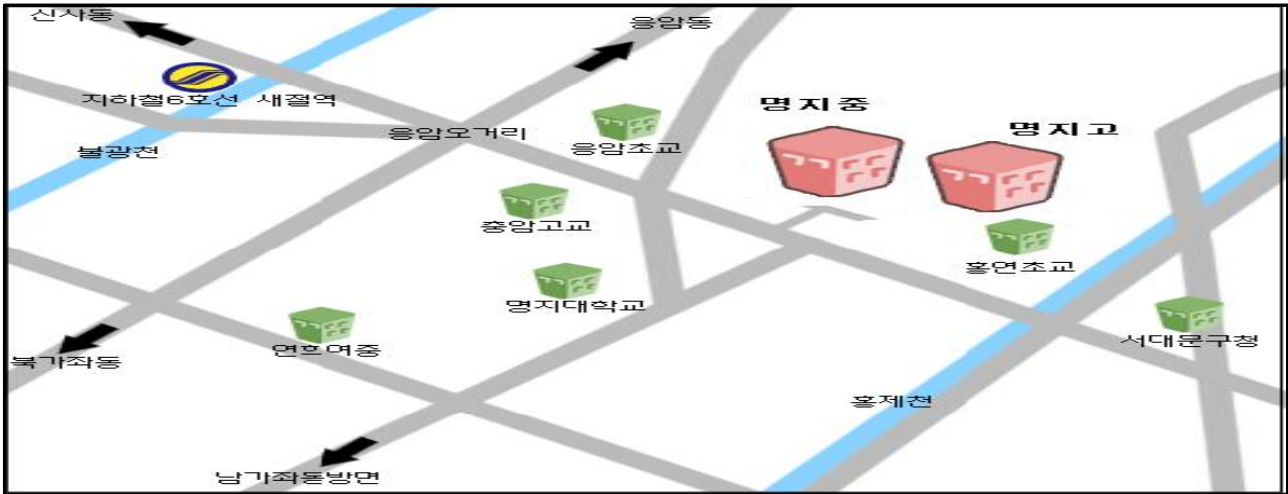 신사동
응암동
지하철6호선 새절역
명지중
명지고
응암오거리
응암초교
불광천
충암고교
홍연초교
명지대학교
서대문구청
연희여중
북가좌동
홍제천
남가좌동방면